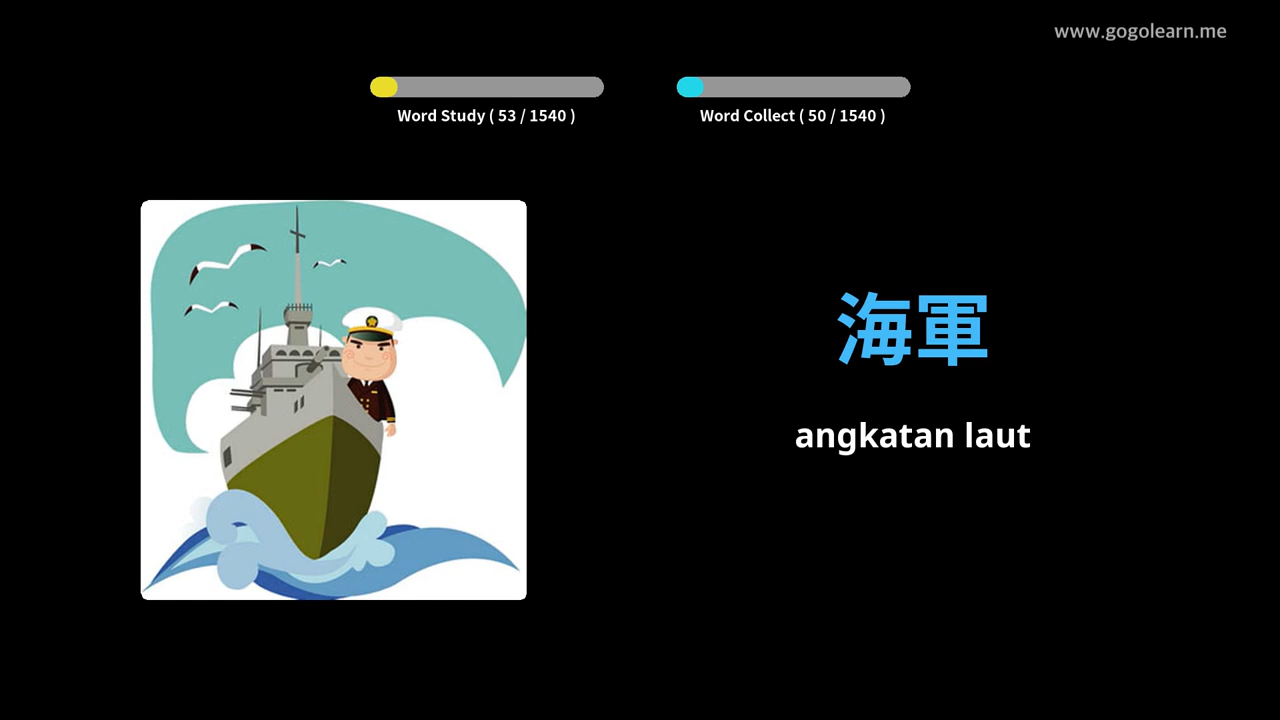 www.gogolearn.me
Word Study ( 53 / 1540 )
Word Collect ( 50 / 1540 )
海軍
angkatan laut